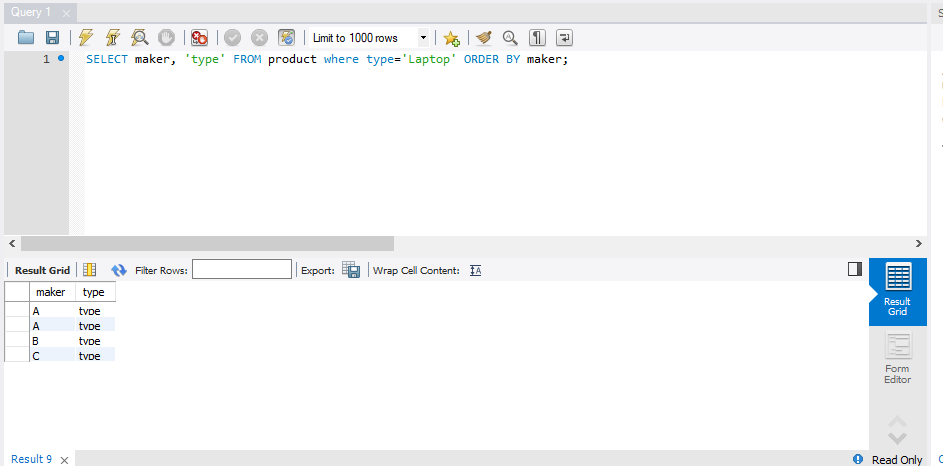 Query 1
Limit to 1000 rows
1 SELECT maker, 'type' FROM product where type='Laptop' ORDER BY maker;
Result Grid Filter Rows: Export: Wrap Cell Content:
maker type
A type
A type
B type
C type
Result
Grid
Form
Editor
Result 9 Read Only